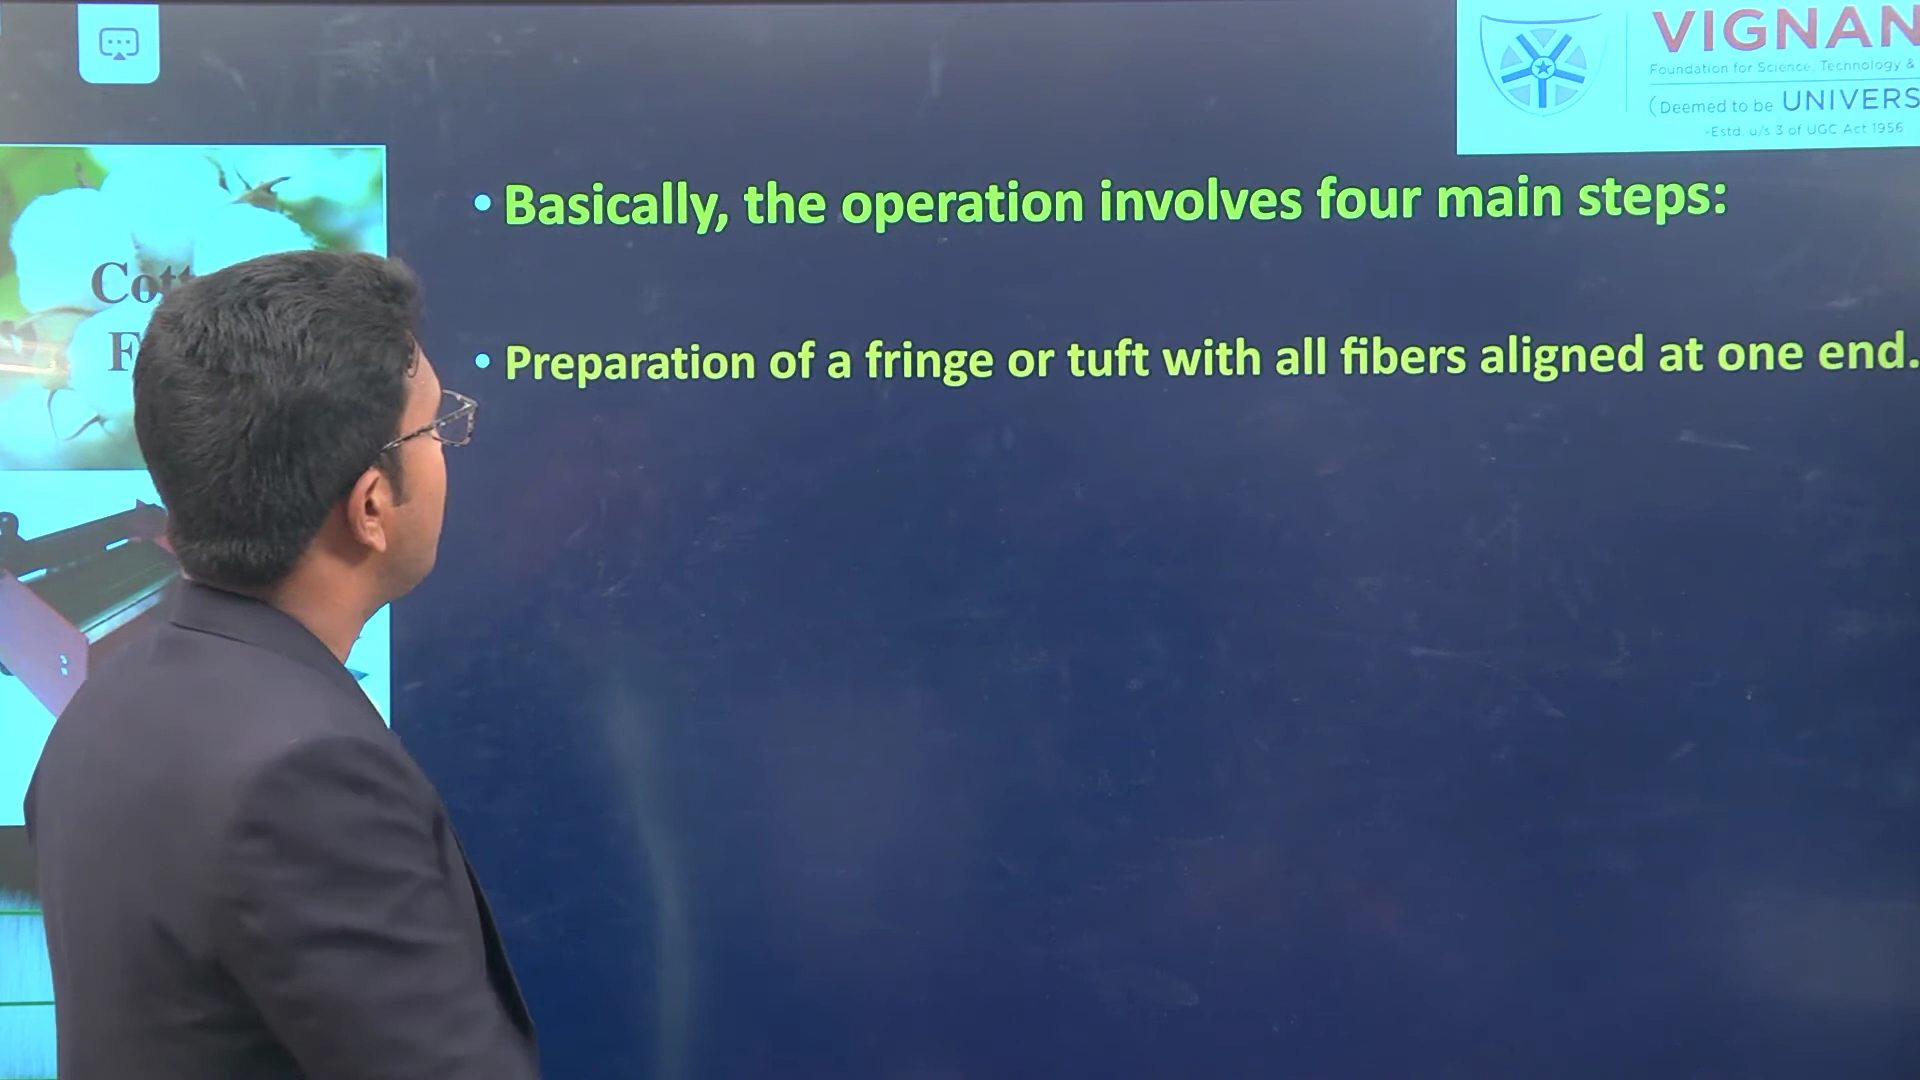 VIGNAN
Foundation for Science, Technology &
(Deemed to be UNIVERS
-Estd. u/s 3 of UGC Act 1956
• Basically, the operation involves four main steps:
• Preparation of a fringe or tuft with all fibers aligned at one end.
Cott
F